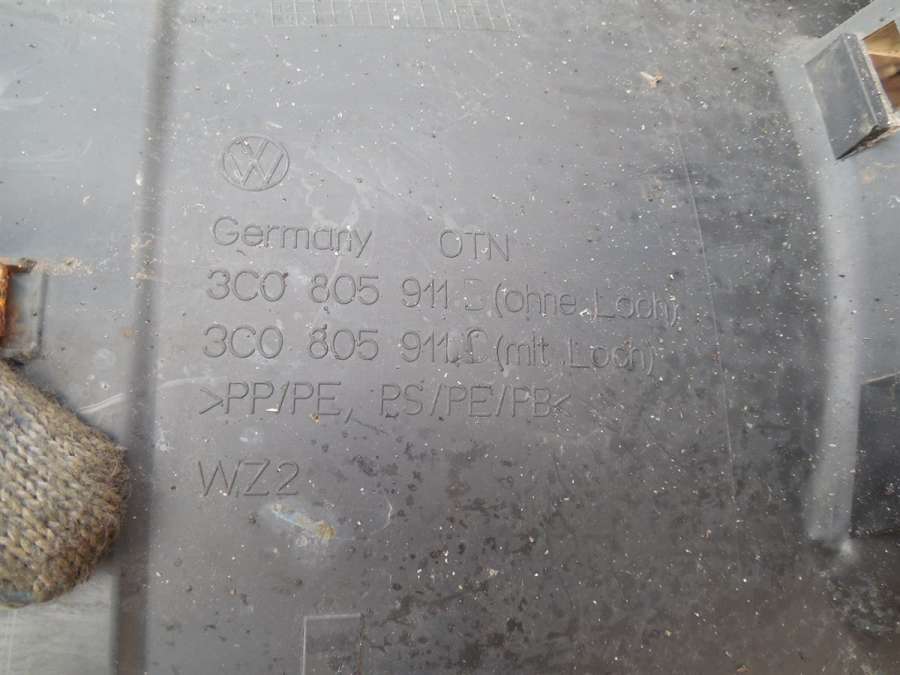 Germany OTN
3C0 805 911 (ohne Loch)
3C0 805 911 (mit Loch)
>PP/PE, PS/PE/PB<
WZ2